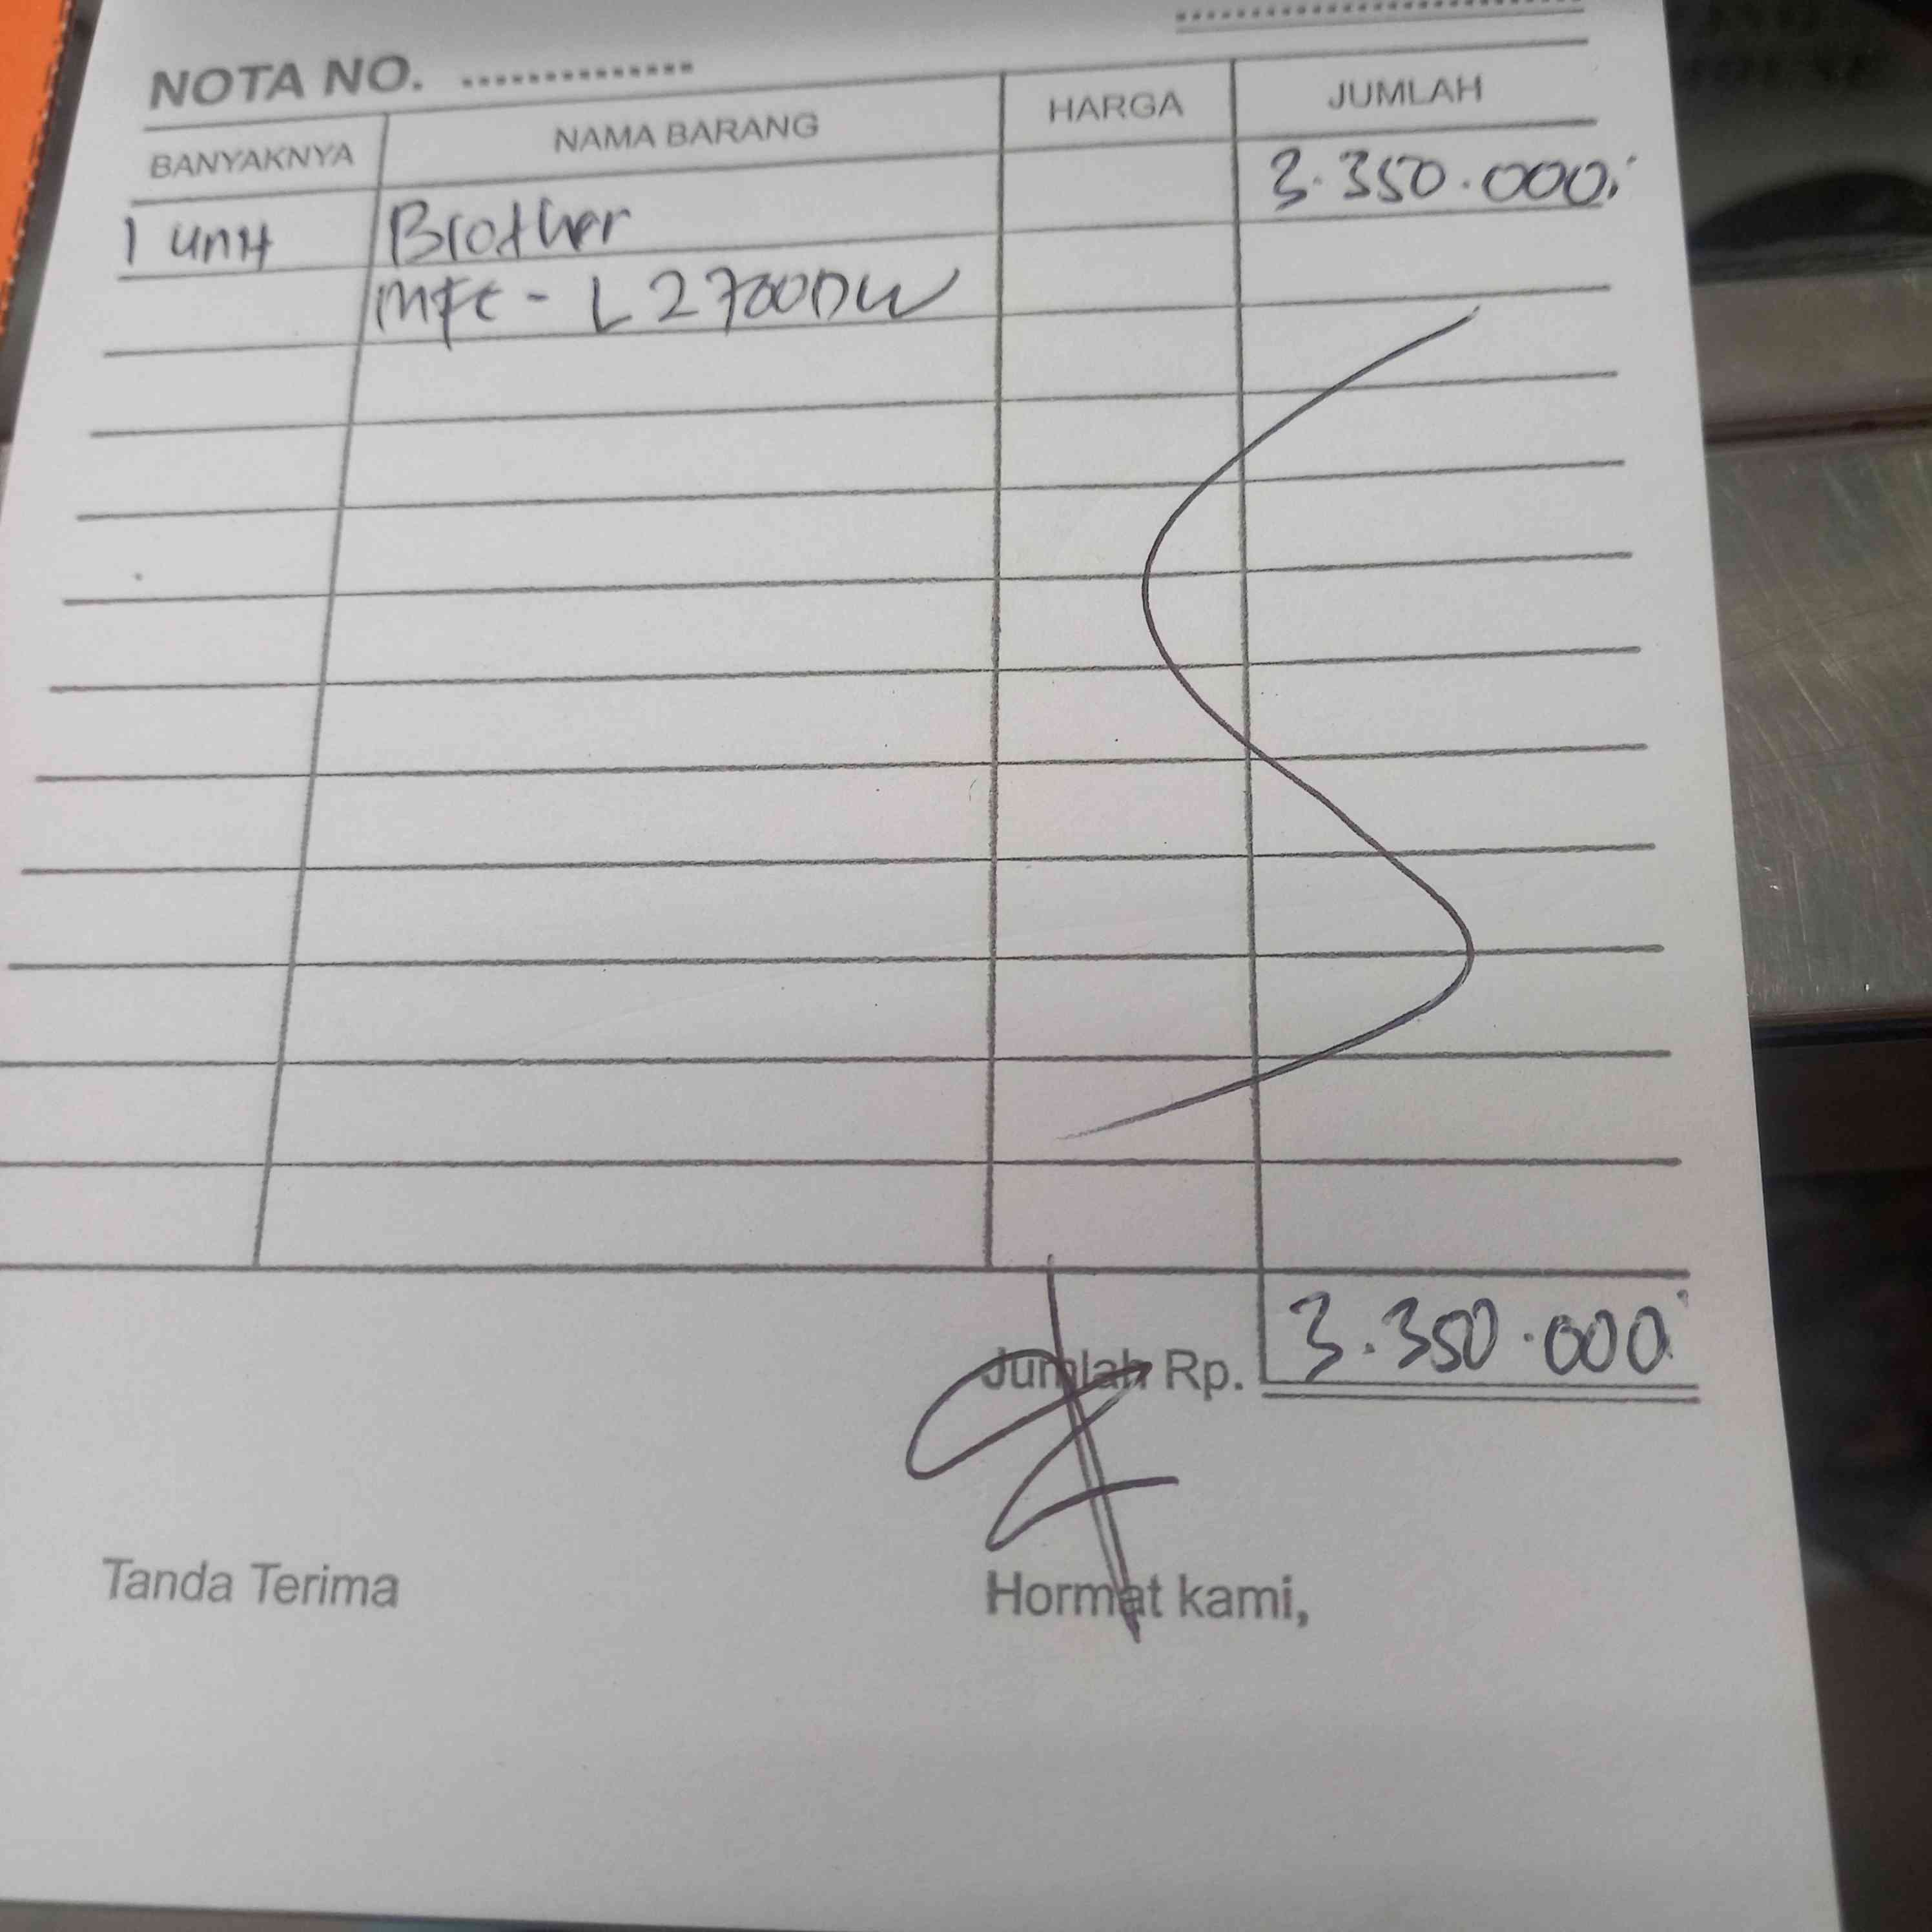 NOTA NO. ..............
BANYAKNYA NAMA BARANG HARGA JUMLAH
1 unit Brother 3.350.000,-
MFC - L2700DW
Jumlah Rp. 3.350.000
Tanda Terima Hormat kami,